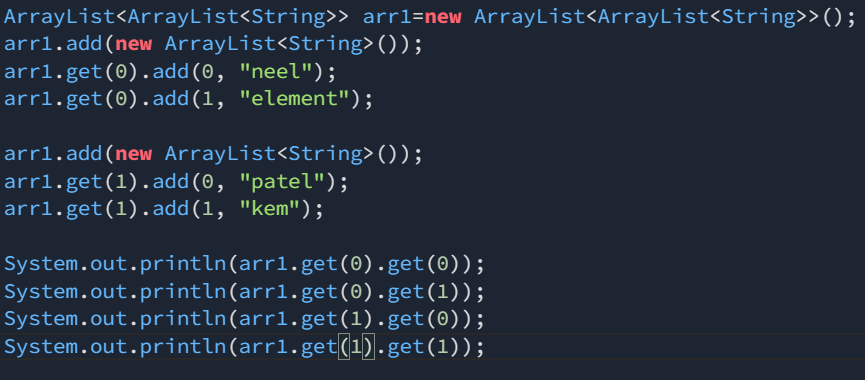 ArrayList<ArrayList<String>> arr1=new ArrayList<ArrayList<String>>();
arr1.add(new ArrayList<String>());
arr1.get(0).add(0, "neel");
arr1.get(0).add(1, "element");
arr1.add(new ArrayList<String>());
arr1.get(1).add(0, "patel");
arr1.get(1).add(1, "kem");
System.out.println(arr1.get(0).get(0));
System.out.println(arr1.get(0).get(1));
System.out.println(arr1.get(1).get(0));
System.out.println(arr1.get(1).get(1));